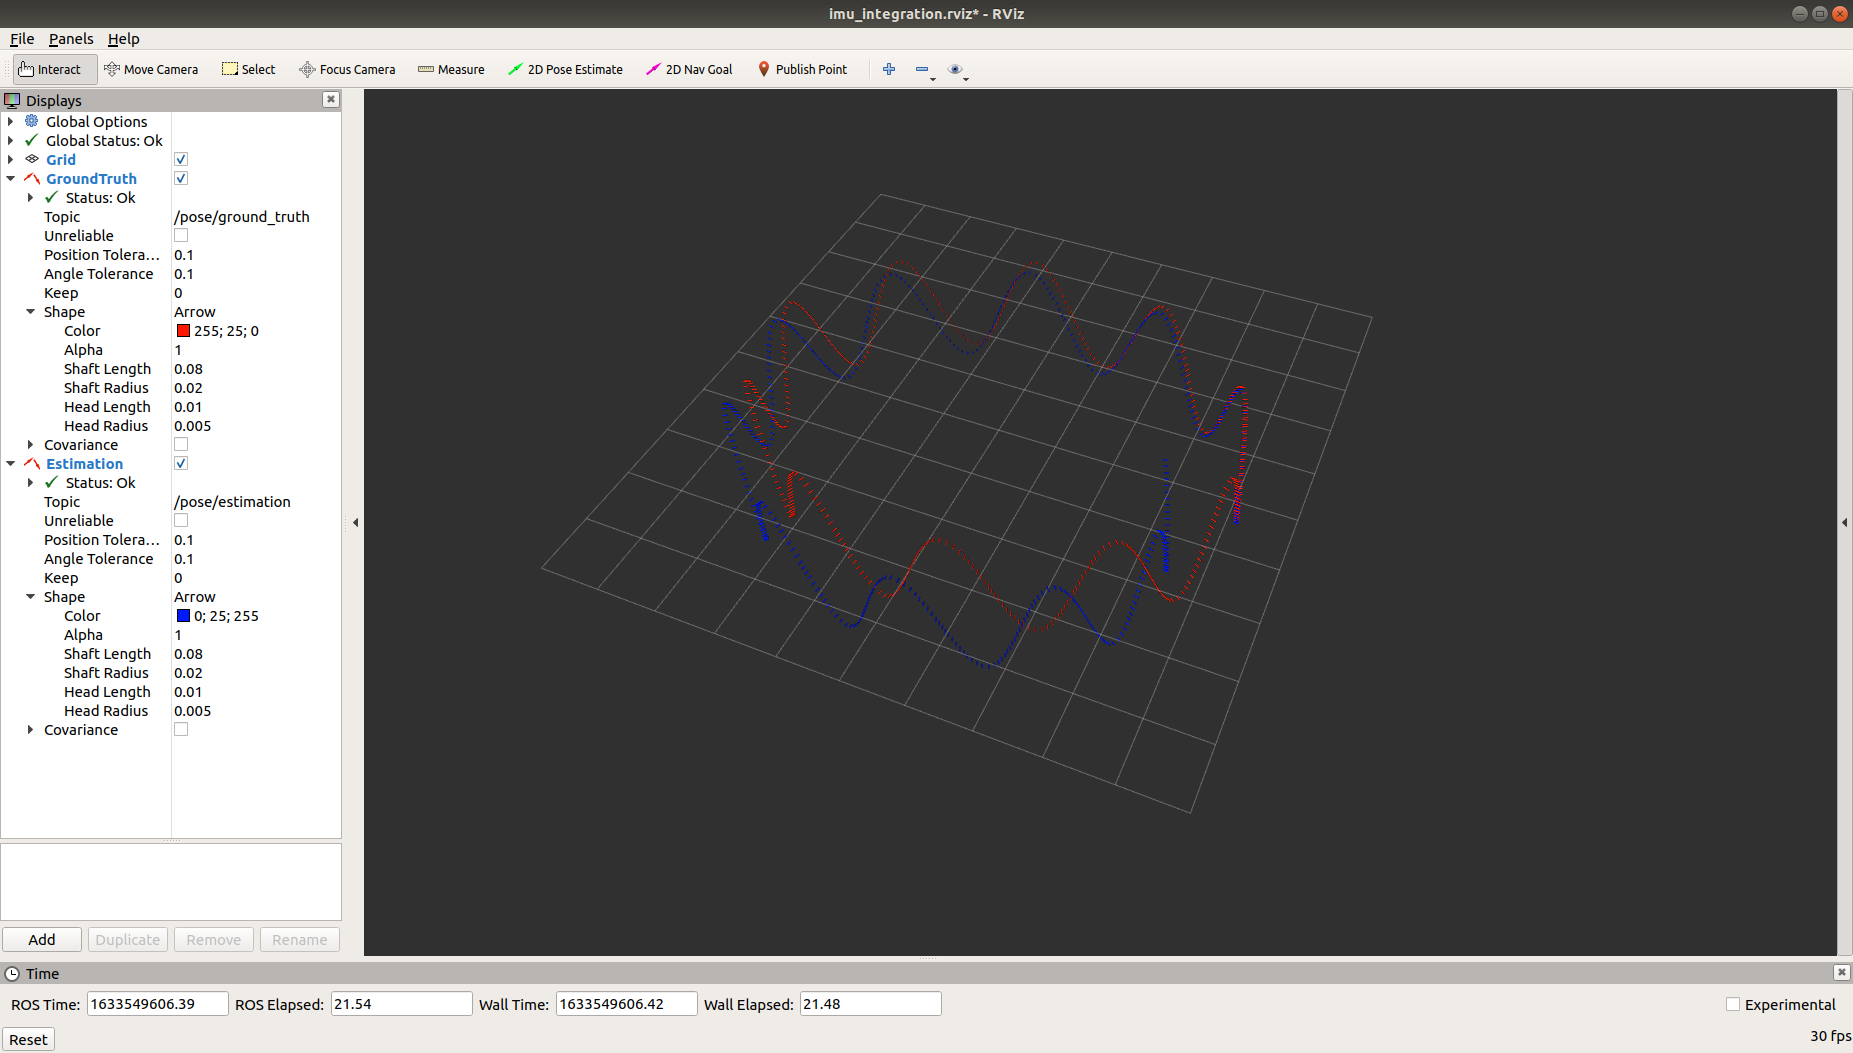 imu_integration.rviz* - RViz
File Panels Help
Interact Move Camera Select Focus Camera Measure 2D Pose Estimate 2D Nav Goal Publish Point
Displays
Global Options
Global Status: Ok
Grid
GroundTruth
Status: Ok
Topic /pose/ground_truth
Unreliable
Position Tolera... 0.1
Angle Tolerance 0.1
Keep 0
Shape Arrow
Color 255; 25; 0
Alpha 1
Shaft Length 0.08
Shaft Radius 0.02
Head Length 0.01
Head Radius 0.005
Covariance
Estimation
Status: Ok
Topic /pose/estimation
Unreliable
Position Tolera... 0.1
Angle Tolerance 0.1
Keep 0
Shape Arrow
Color 0; 25; 255
Alpha 1
Shaft Length 0.08
Shaft Radius 0.02
Head Length 0.01
Head Radius 0.005
Covariance
Add Duplicate Remove Rename
Time
ROS Time: 1633549606.39 ROS Elapsed: 21.54 Wall Time: 1633549606.42 Wall Elapsed: 21.48 Experimental
Reset 30 fps